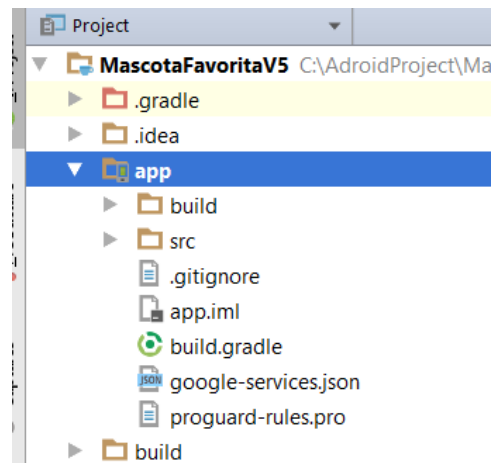 Project
MascotaFavoritaV5 C:\AdroidProject\Ma
.gradle
.idea
app
build
src
.gitignore
app.iml
build.gradle
JSON google-services.json
proguard-rules.pro
build